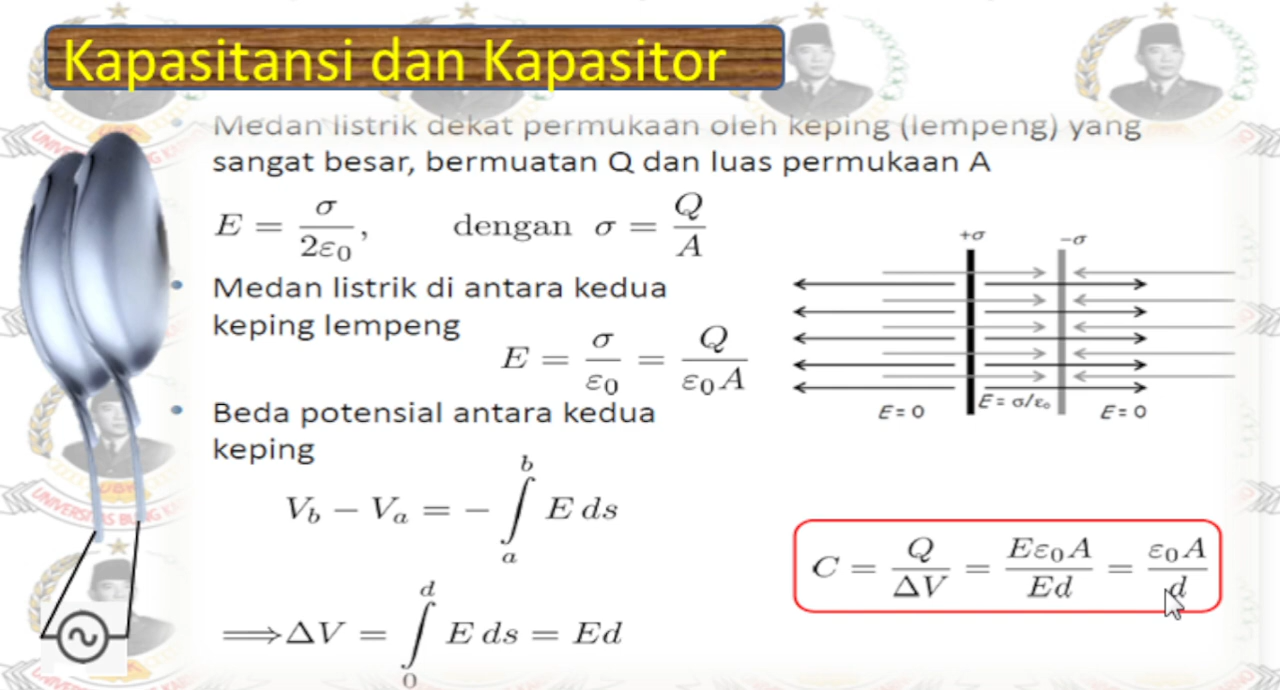 Kapasitansi dan Kapasitor
• Medan listrik dekat permukaan oleh keping (lempeng) yang
sangat besar, bermuatan Q dan luas permukaan A
E = σ/2ε₀, dengan σ = Q/A
• Medan listrik di antara kedua
keping lempeng
E = σ/ε₀ = Q/ε₀A
+σ
−σ
E = 0
E = σ/ε₀
E = 0
• Beda potensial antara kedua
keping
V_b − V_a = − ∫_a^b E ds
⟹ ΔV = ∫_0^d E ds = Ed
C = Q/ΔV = Eε₀A/Ed = ε₀A/d